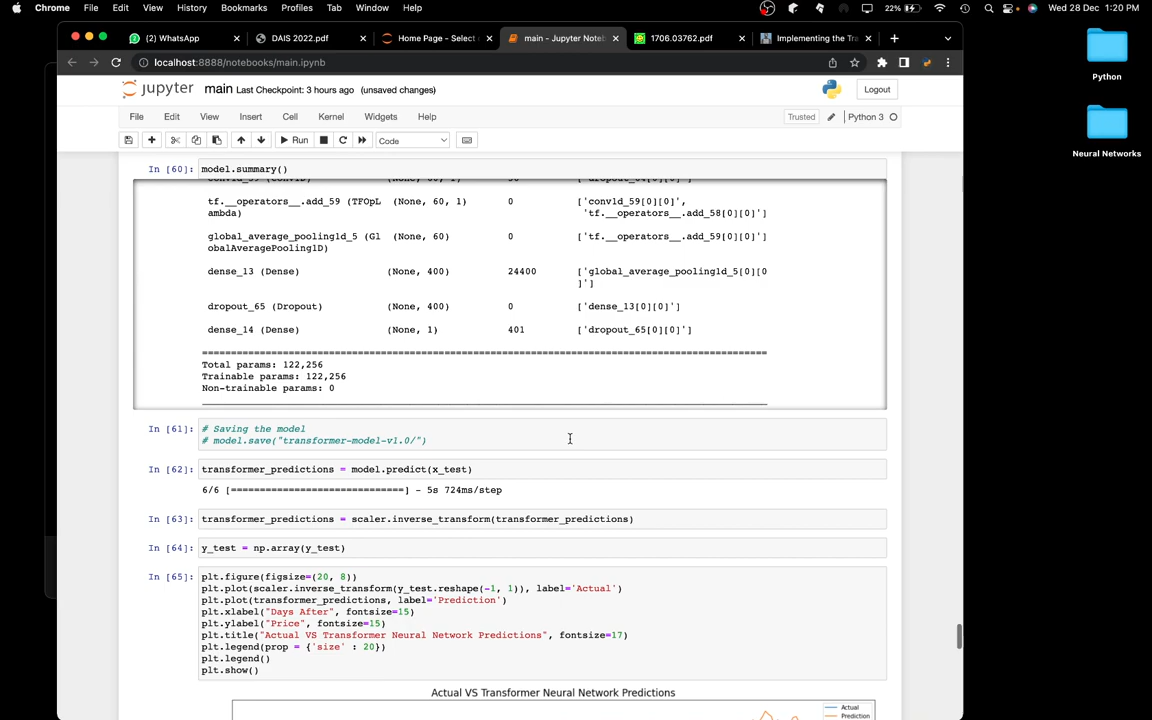 Chrome File Edit View History Bookmarks Profiles Tab Window Help 22% Wed 28 Dec 1:20 PM
(2) WhatsApp DAIS 2022.pdf Home Page - Select main - Jupyter Noteb 1706.03762.pdf Implementing the Tra
localhost:8888/notebooks/main.ipynb
Python
jupyter main Last Checkpoint: 3 hours ago (unsaved changes) Logout
File Edit View Insert Cell Kernel Widgets Help Trusted Python 3
Run Code
Neural Networks
In [60]: model.summary()
tf.__operators__.add_59 (TFOpL (None, 60, 1) 0 ['conv1d_59[0][0]',
ambda) 'tf.__operators__.add_58[0][0]']
global_average_pooling1d_5 (Gl (None, 60) 0 ['tf.__operators__.add_59[0][0]']
obalAveragePooling1D)
dense_13 (Dense) (None, 400) 24400 ['global_average_pooling1d_5[0][0
]']
dropout_65 (Dropout) (None, 400) 0 ['dense_13[0][0]']
dense_14 (Dense) (None, 1) 401 ['dropout_65[0][0]']
==================================================================================================
Total params: 122,256
Trainable params: 122,256
Non-trainable params: 0
In [61]: # Saving the model
# model.save("transformer-model-v1.0/")
In [62]: transformer_predictions = model.predict(x_test)
6/6 [==============================] - 5s 724ms/step
In [63]: transformer_predictions = scaler.inverse_transform(transformer_predictions)
In [64]: y_test = np.array(y_test)
In [65]: plt.figure(figsize=(20, 8))
plt.plot(scaler.inverse_transform(y_test.reshape(-1, 1)), label='Actual')
plt.plot(transformer_predictions, label='Prediction')
plt.xlabel("Days After", fontsize=15)
plt.ylabel("Price", fontsize=15)
plt.title("Actual VS Transformer Neural Network Predictions", fontsize=17)
plt.legend(prop = {'size' : 20})
plt.legend()
plt.show()
Actual VS Transformer Neural Network Predictions
Actual
Prediction